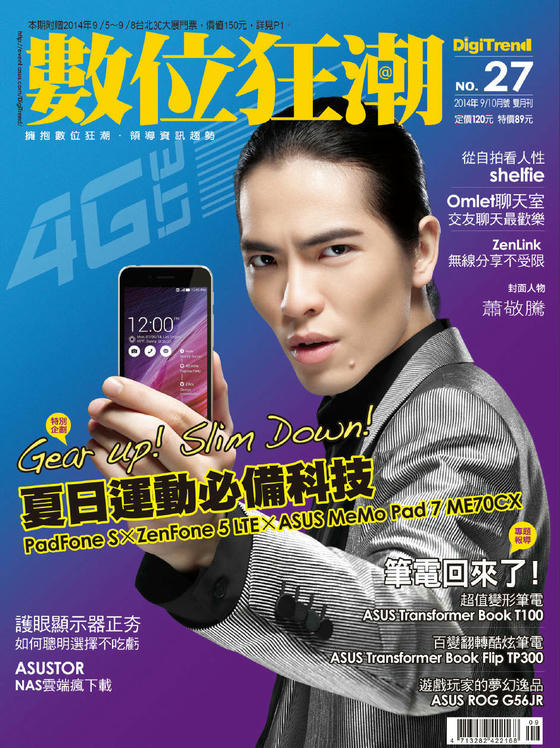 本期附贈2014年9/5~9/8台北3C大展門票，價值150元，詳見P1。
數位狂潮
@
DigiTrend
NO. 27
2014年9/10月號 雙月刊
定價120元 特價89元
擁抱數位狂潮．領導資訊趨勢
4G LTE
從自拍看人性
shelfie
Omlet聊天室
交友聊天最歡樂
ZenLink
無線分享不受限
封面人物
蕭敬騰
12:00
特別
企劃
Gear up! Slim Down!
夏日運動必備科技
PadFone S×ZenFone 5 LTE×ASUS MeMo Pad 7 ME70CX
專題
報導
筆電回來了！
超值變形筆電
ASUS Transformer Book T100
百變翻轉酷炫筆電
ASUS Transformer Book Flip TP300
遊戲玩家的夢幻逸品
ASUS ROG G56JR
護眼顯示器正夯
如何聰明選擇不吃虧
ASUSTOR
NAS雲端瘋下載
09
4 713282 422168